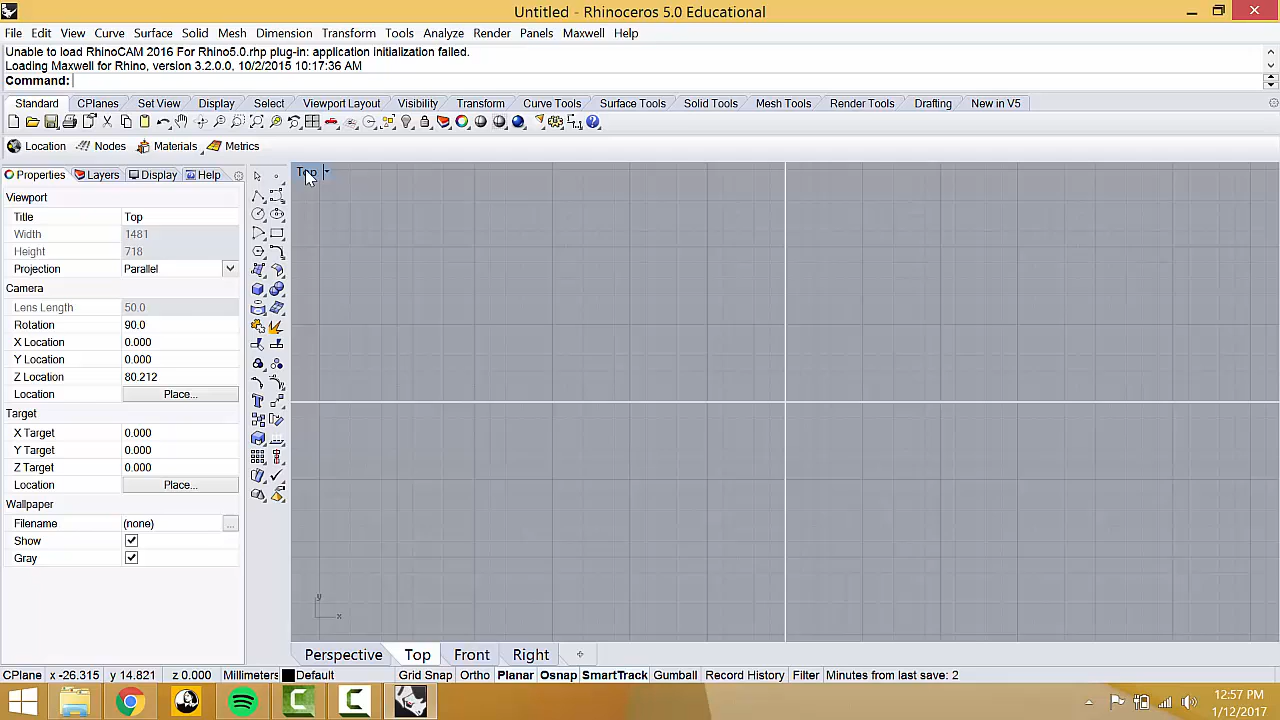 Untitled - Rhinoceros 5.0 Educational
File Edit View Curve Surface Solid Mesh Dimension Transform Tools Analyze Render Panels Maxwell Help
Unable to load RhinoCAM 2016 For Rhino5.0.rhp plug-in: application initialization failed.
Loading Maxwell for Rhino, version 3.2.0.0, 10/2/2015 10:17:36 AM
Command:
Standard CPlanes Set View Display Select Viewport Layout Visibility Transform Curve Tools Surface Tools Solid Tools Mesh Tools Render Tools Drafting New in V5
Location Nodes Materials Metrics
Properties Layers Display Help
Top
Viewport
Title Top
Width 1481
Height 718
Projection Parallel
Camera
Lens Length 50.0
Rotation 90.0
X Location 0.000
Y Location 0.000
Z Location 80.212
Location Place...
Target
X Target 0.000
Y Target 0.000
Z Target 0.000
Location Place...
Wallpaper
Filename (none) ...
Show
Gray
y
x
Perspective Top Front Right
CPlane x -26.315 y 14.821 z 0.000 Millimeters Default Grid Snap Ortho Planar Osnap SmartTrack Gumball Record History Filter Minutes from last save: 2
12:57 PM
1/12/2017